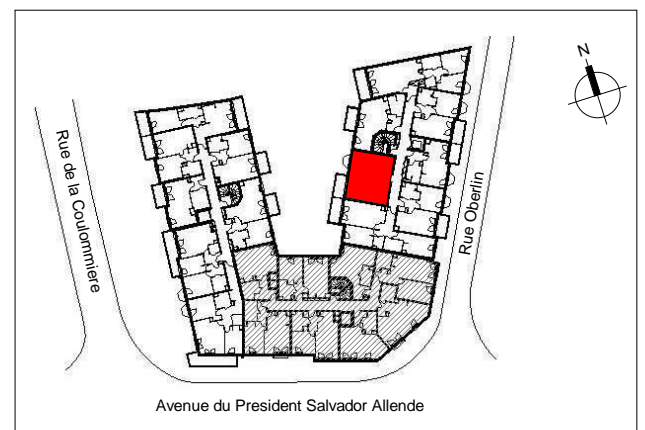 N
Rue de la Coulommiere
Rue Oberlin
Avenue du President Salvador Allende